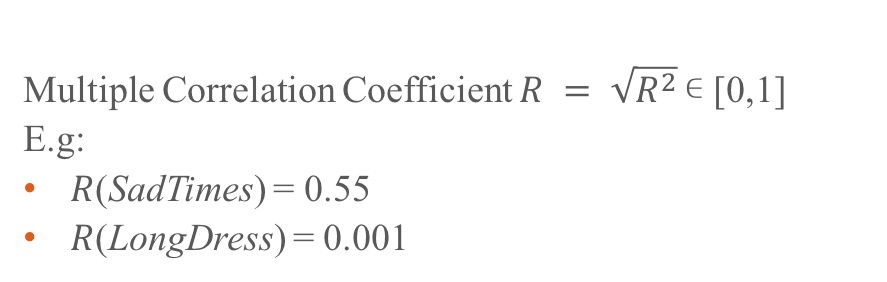 Multiple Correlation Coefficient R = √R² ∈ [0,1]
E.g:
• R(SadTimes) = 0.55
• R(LongDress) = 0.001